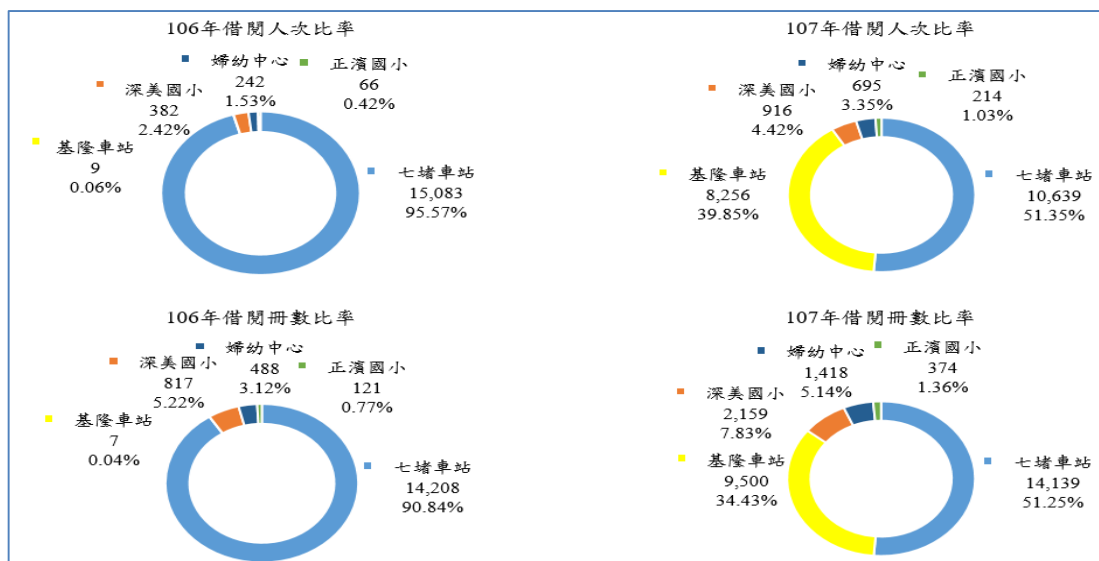 106年借閱人次比率
婦幼中心
242
1.53%
正濱國小
66
0.42%
深美國小
382
2.42%
基隆車站
9
0.06%
七堵車站
15,083
95.57%
107年借閱人次比率
婦幼中心
695
3.35%
正濱國小
214
1.03%
深美國小
916
4.42%
基隆車站
8,256
39.85%
七堵車站
10,639
51.35%
106年借閱冊數比率
婦幼中心
488
3.12%
正濱國小
121
0.77%
深美國小
817
5.22%
基隆車站
7
0.04%
七堵車站
14,208
90.84%
107年借閱冊數比率
婦幼中心
1,418
5.14%
正濱國小
374
1.36%
深美國小
2,159
7.83%
基隆車站
9,500
34.43%
七堵車站
14,139
51.25%